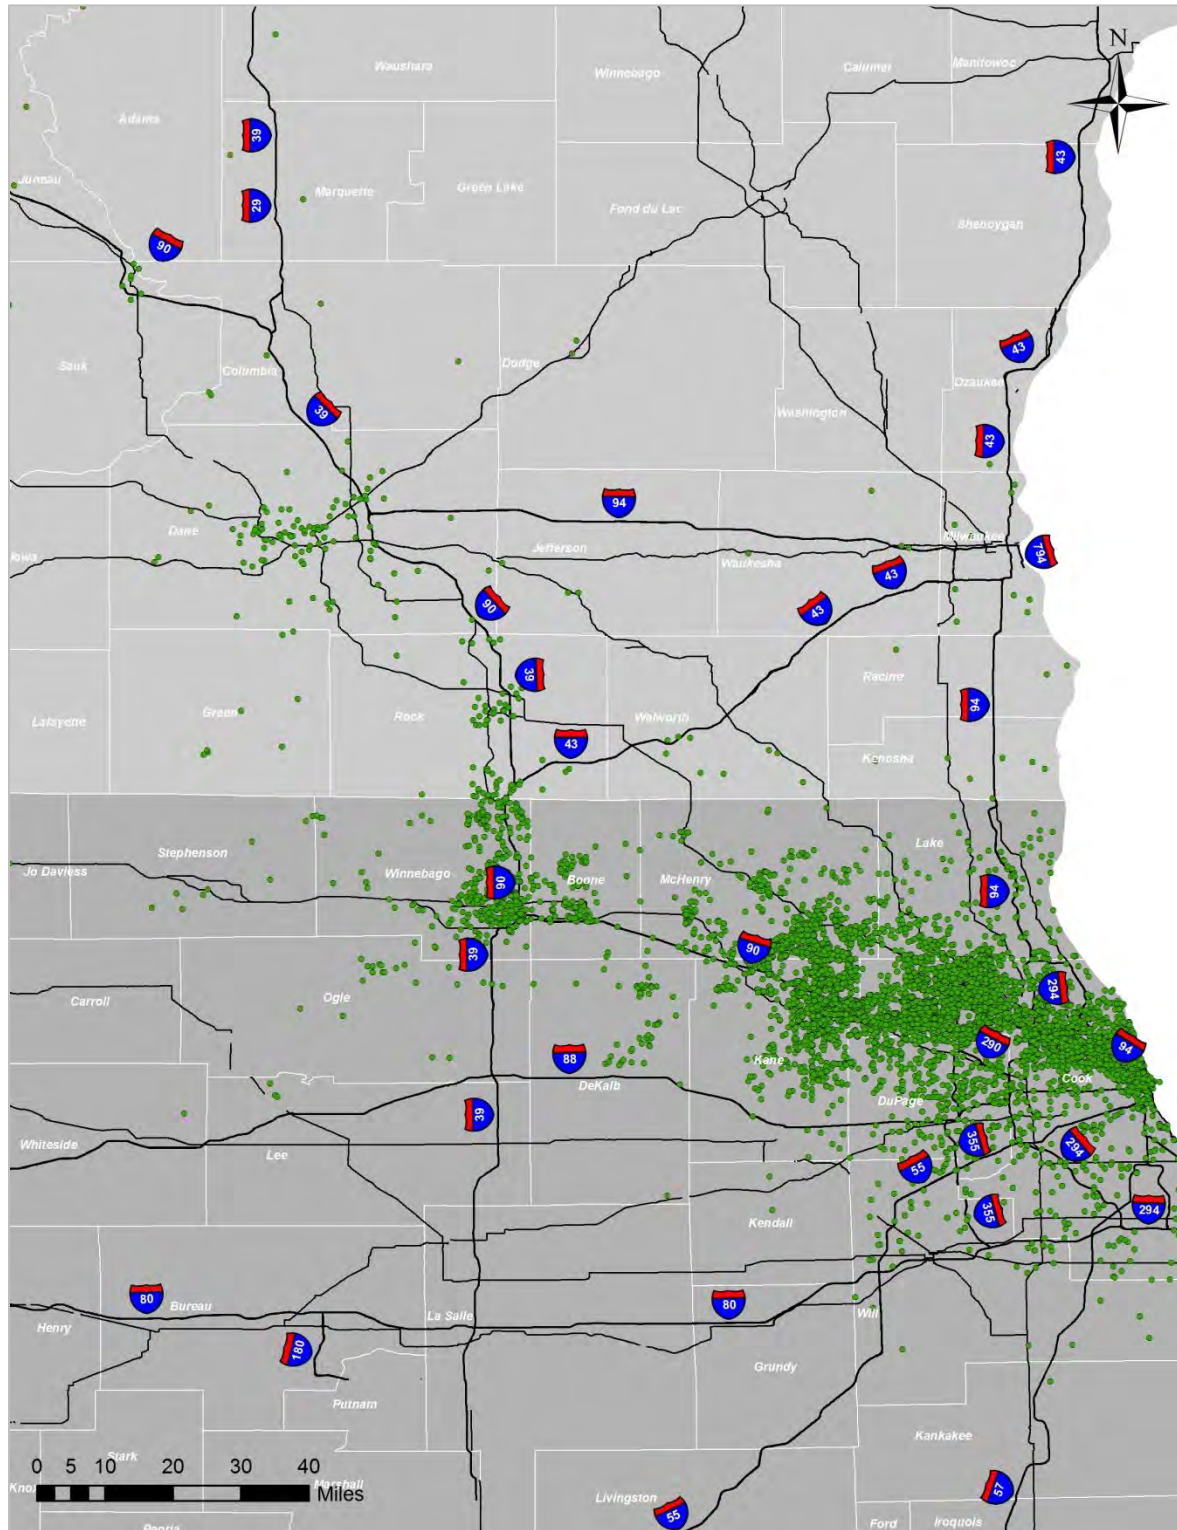 N
Waushara
Winnebago
Calumet
Manitowoc
Adams
39
43
Juneau
Marquette
Green Lake
29
Fond du Lac
Sheboygan
90
43
Sauk
Columbia
Dodge
Ozaukee
39
Washington
43
94
Dane
Jefferson
Milwaukee
Iowa
Waukesha
794
43
90
43
39
Racine
Lafayette
Green
Rock
Walworth
94
43
Kenosha
Lake
Stephenson
Jo Daviess
Winnebago
90
Boone
McHenry
94
39
90
294
Carroll
Ogle
290
94
88
Kane
Cook
DeKalb
DuPage
39
Whiteside
Lee
355
294
55
Kendall
355
294
80
Bureau
La Salle
80
Will
Henry
180
Grundy
Putnam
Kankakee
0 5 10 20 30 40
Stark
Miles
Knox
Marshall
Livingston
57
55
Ford
Iroquois
Peoria